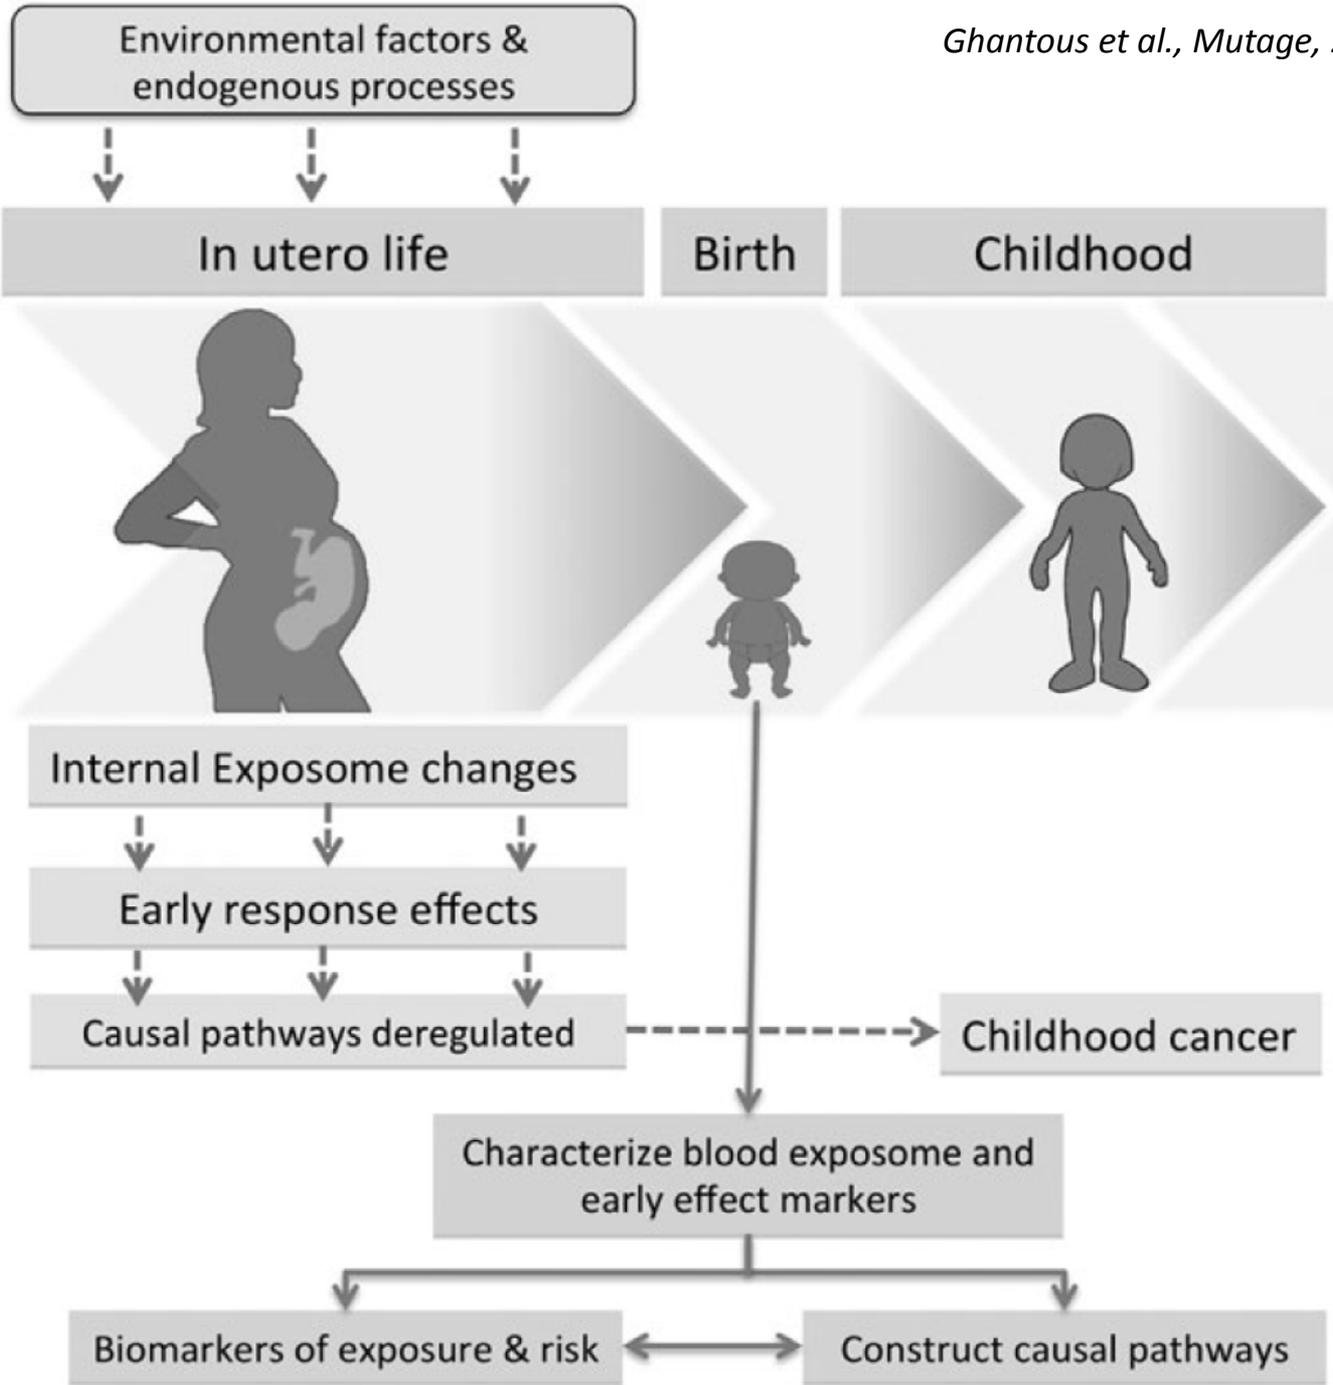 Environmental factors &
endogenous processes
Ghantous et al., Mutage,
In utero life
Birth
Childhood
Internal Exposome changes
Early response effects
Causal pathways deregulated
Childhood cancer
Characterize blood exposome and
early effect markers
Biomarkers of exposure & risk
Construct causal pathways